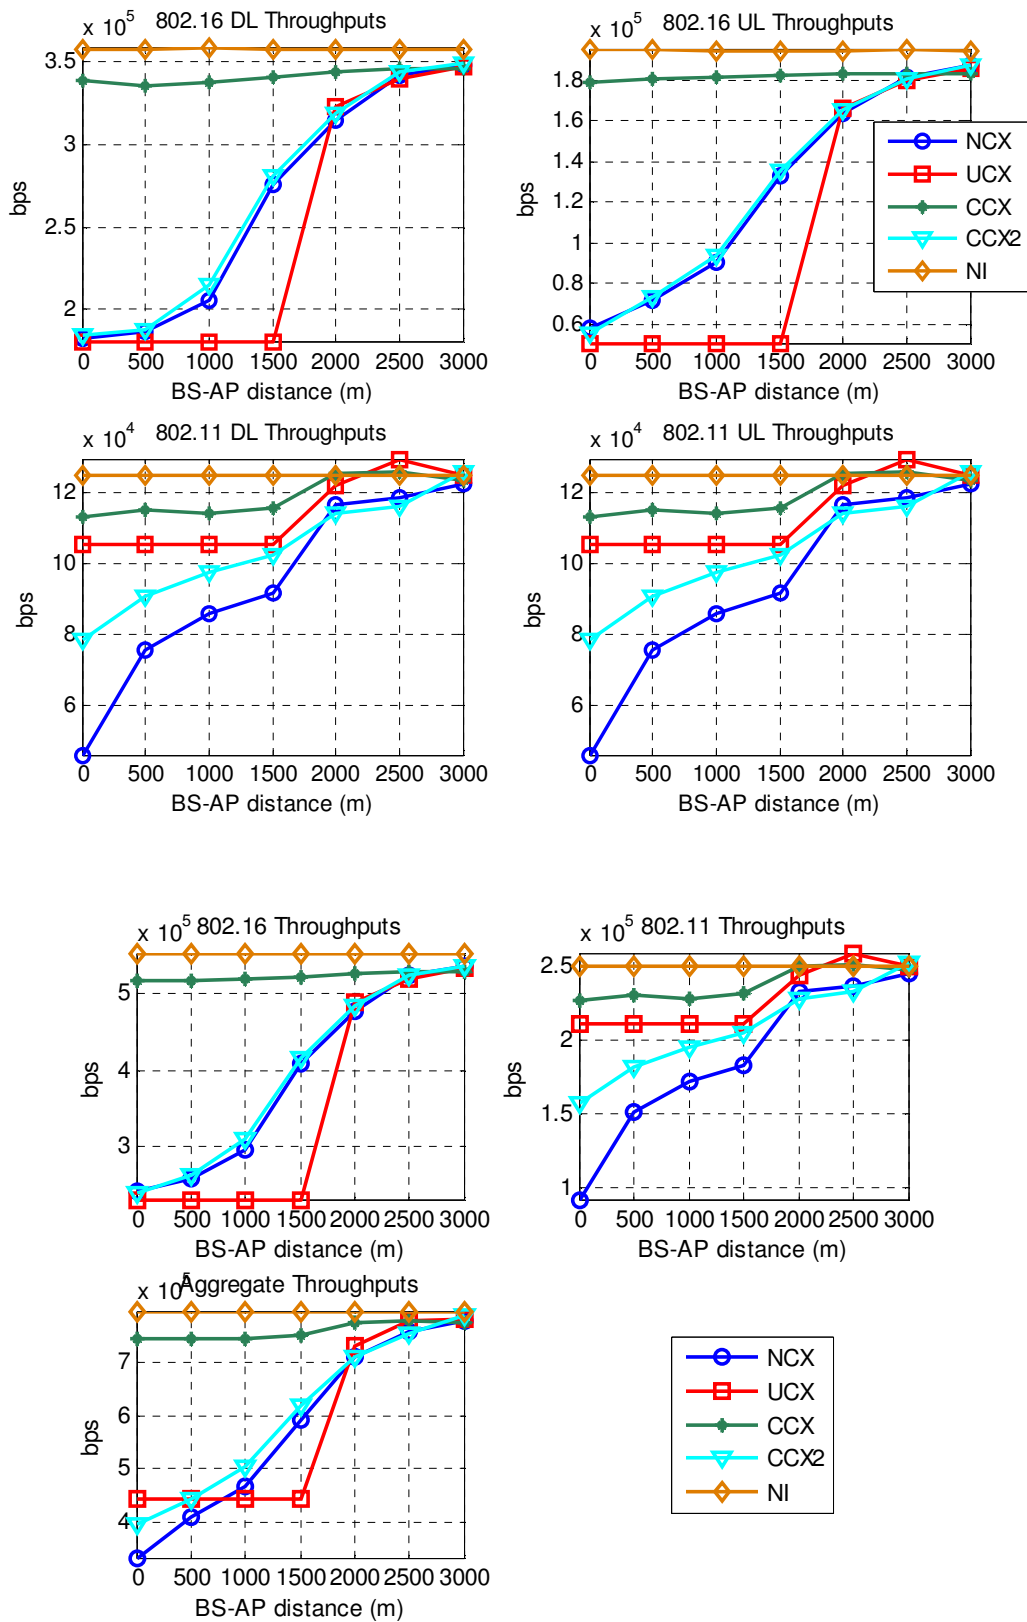 x 10^5 802.16 DL Throughputs
3.5
3
2.5
2
bps
0 500 1000 1500 2000 2500 3000
BS-AP distance (m)
x 10^5 802.16 UL Throughputs
1.8
1.6
1.4
1.2
1
0.8
0.6
bps
0 500 1000 1500 2000 2500 3000
BS-AP distance (m)
NCX
UCX
CCX
CCX2
NI
x 10^4 802.11 DL Throughputs
12
10
8
6
bps
0 500 1000 1500 2000 2500 3000
BS-AP distance (m)
x 10^4 802.11 UL Throughputs
12
10
8
6
bps
0 500 1000 1500 2000 2500 3000
BS-AP distance (m)
x 10^5 802.16 Throughputs
5
4
3
bps
0 500 1000 1500 2000 2500 3000
BS-AP distance (m)
x 10^5 802.11 Throughputs
2.5
2
1.5
1
bps
0 500 1000 1500 2000 2500 3000
BS-AP distance (m)
x 10^5 Aggregate Throughputs
7
6
5
4
bps
0 500 1000 1500 2000 2500 3000
BS-AP distance (m)
NCX
UCX
CCX
CCX2
NI